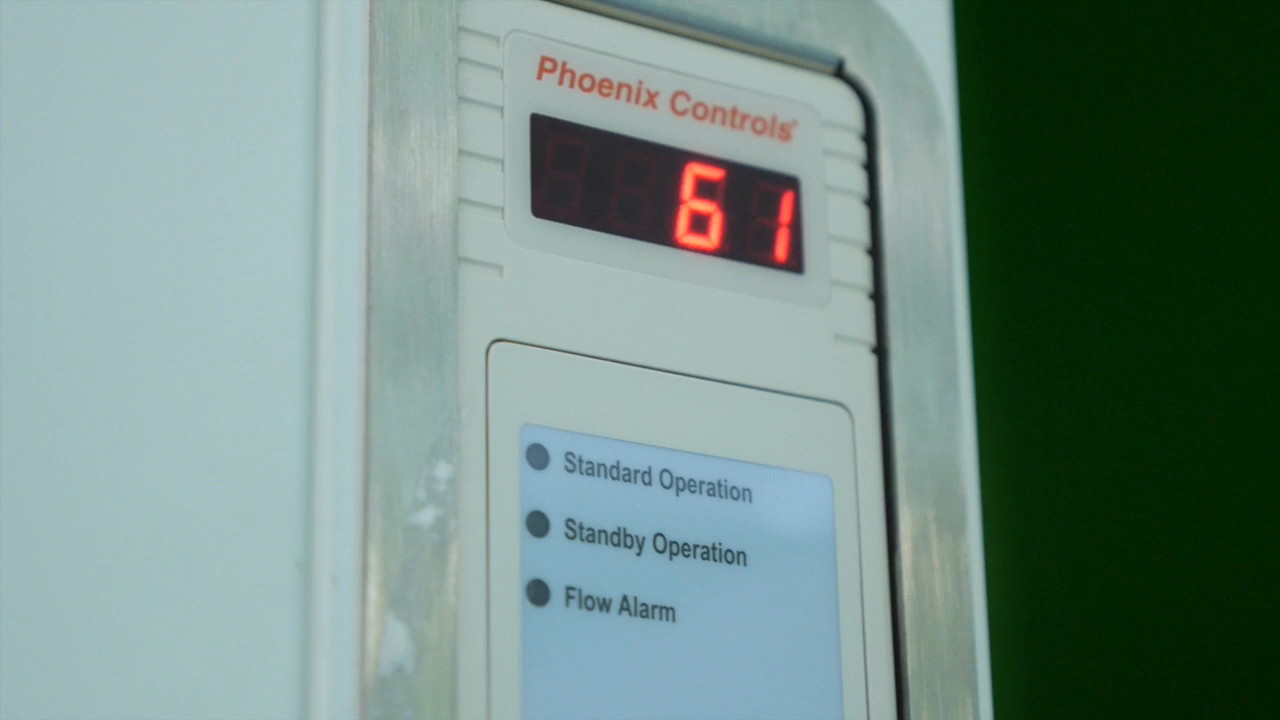 Phoenix Controls
61
Standard Operation
Standby Operation
Flow Alarm